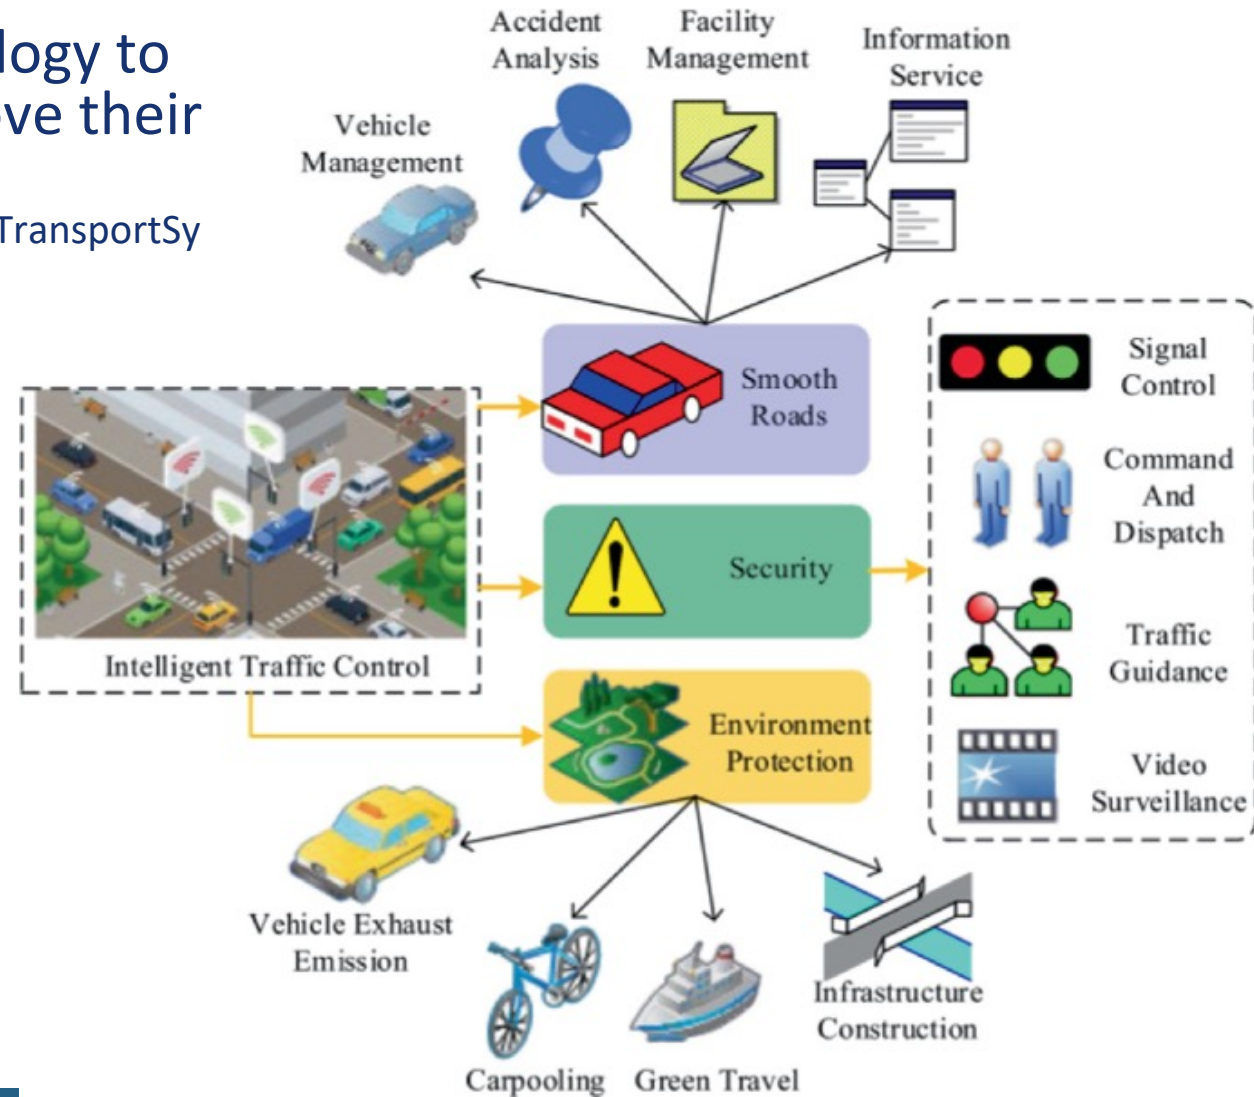 logy to
ve their
TransportSy
Accident
Analysis
Facility
Management
Information
Service
Vehicle
Management
Smooth
Roads
Signal
Control
Command
And
Dispatch
Security
Intelligent Traffic Control
Traffic
Guidance
Environment
Protection
Video
Surveillance
Vehicle Exhaust
Emission
Infrastructure
Construction
Carpooling
Green Travel